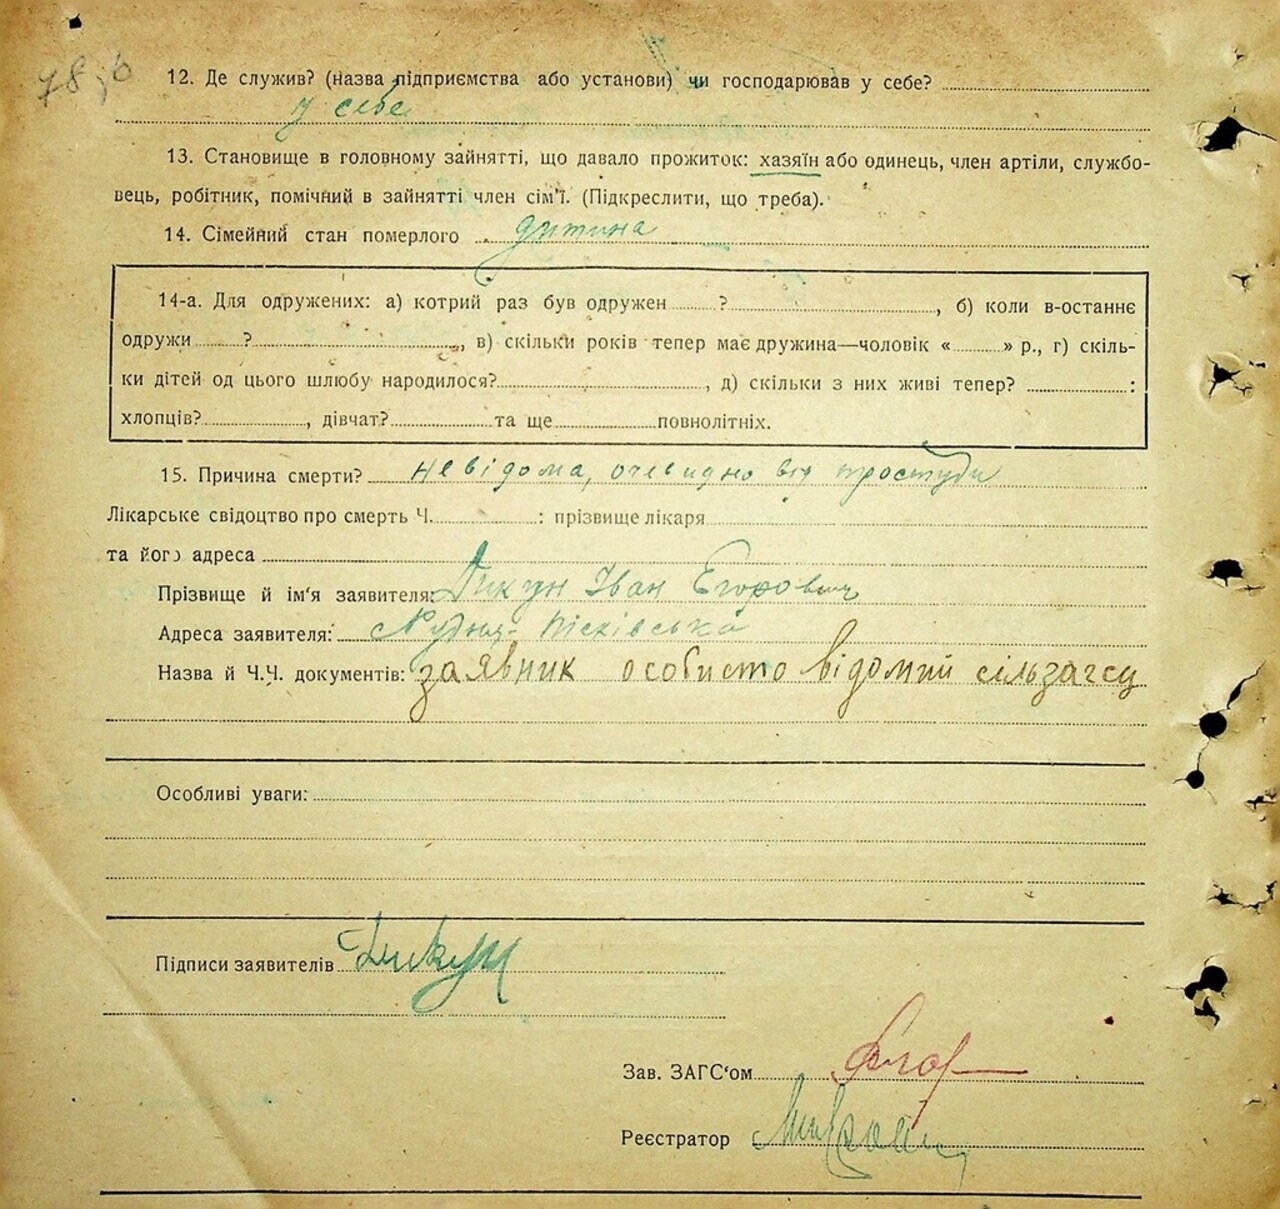 12. Де служив? (назва підприємства або установи) чи господарював у себе?
у себе
13. Становище в головному зайнятті, що давало прожиток: хазяїн або одинець, член артіли, службо-
вець, робітник, помічний в зайнятті член сім'ї. (Підкреслити, що треба).
14. Сімейний стан померлого дитина
14-а. Для одружених: а) котрий раз був одружен ? , б) коли в-останнє
одружи ? , в) скільки років тепер має дружина—чоловік « » р., г) скіль-
ки дітей од цього шлюбу народилося? , д) скільки з них живі тепер? :
хлопців? , дівчат? та ще повнолітніх.
15. Причина смерти? невідома, очевидно від простуди
Лікарське свідоцтво про смерть Ч. : прізвище лікаря
та його адреса
Прізвище й ім'я заявителя: Дикун Іван Єгорович
Адреса заявителя: Рудня-Пісківська
Назва й Ч.Ч. документів: заявник особисто відомий сільзагсу
Особливі уваги:
Підписи заявителів Дикун
Зав. ЗАГС'ом
Реєстратор